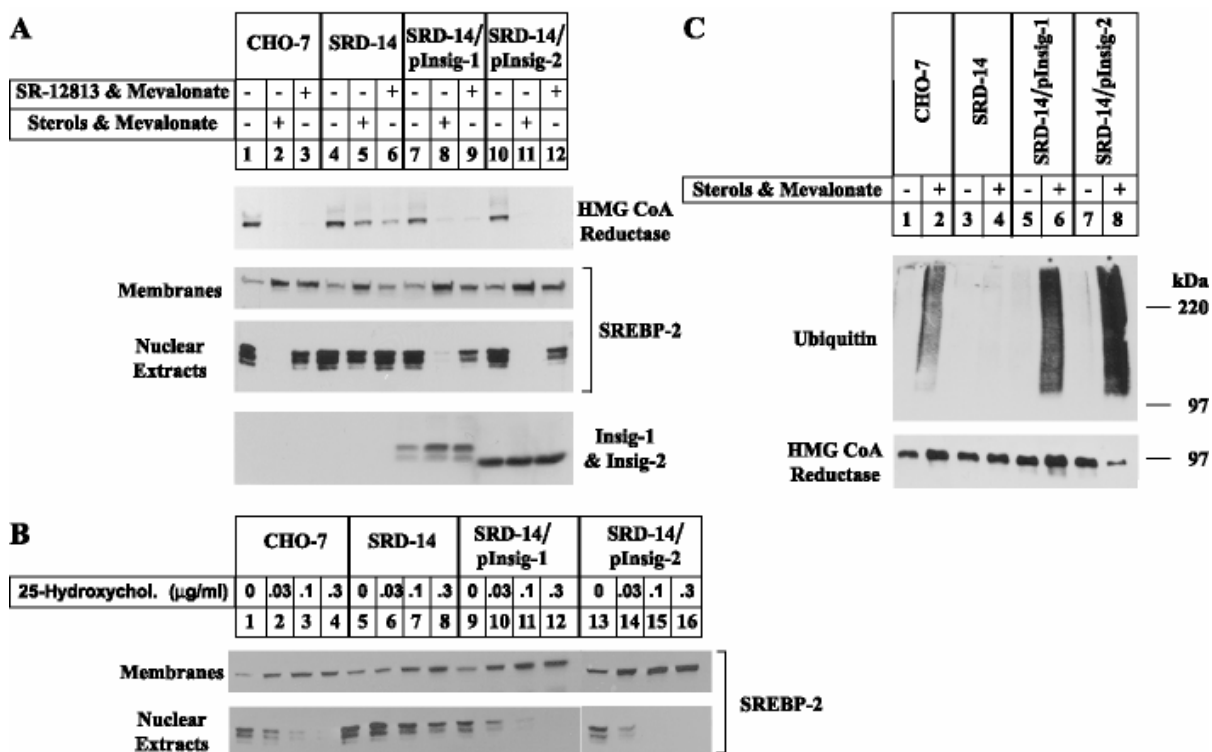 A
CHO-7 SRD-14 SRD-14/ pInsig-1 SRD-14/ pInsig-2
SR-12813 & Mevalonate - - + - - + - - + - - +
Sterols & Mevalonate - + - - + - - + - - + -
1 2 3 4 5 6 7 8 9 10 11 12
HMG CoA
Reductase
Membranes
Nuclear
Extracts
SREBP-2
Insig-1
& Insig-2
B
CHO-7 SRD-14 SRD-14/ pInsig-1 SRD-14/ pInsig-2
25-Hydroxychol. (µg/ml) 0 .03 .1 .3 0 .03 .1 .3 0 .03 .1 .3 0 .03 .1 .3
1 2 3 4 5 6 7 8 9 10 11 12 13 14 15 16
Membranes
Nuclear
Extracts
SREBP-2
C
CHO-7
SRD-14
SRD-14/pInsig-1
SRD-14/pInsig-2
Sterols & Mevalonate - + - + - + - +
1 2 3 4 5 6 7 8
kDa
220
Ubiquitin
97
HMG CoA
Reductase
97